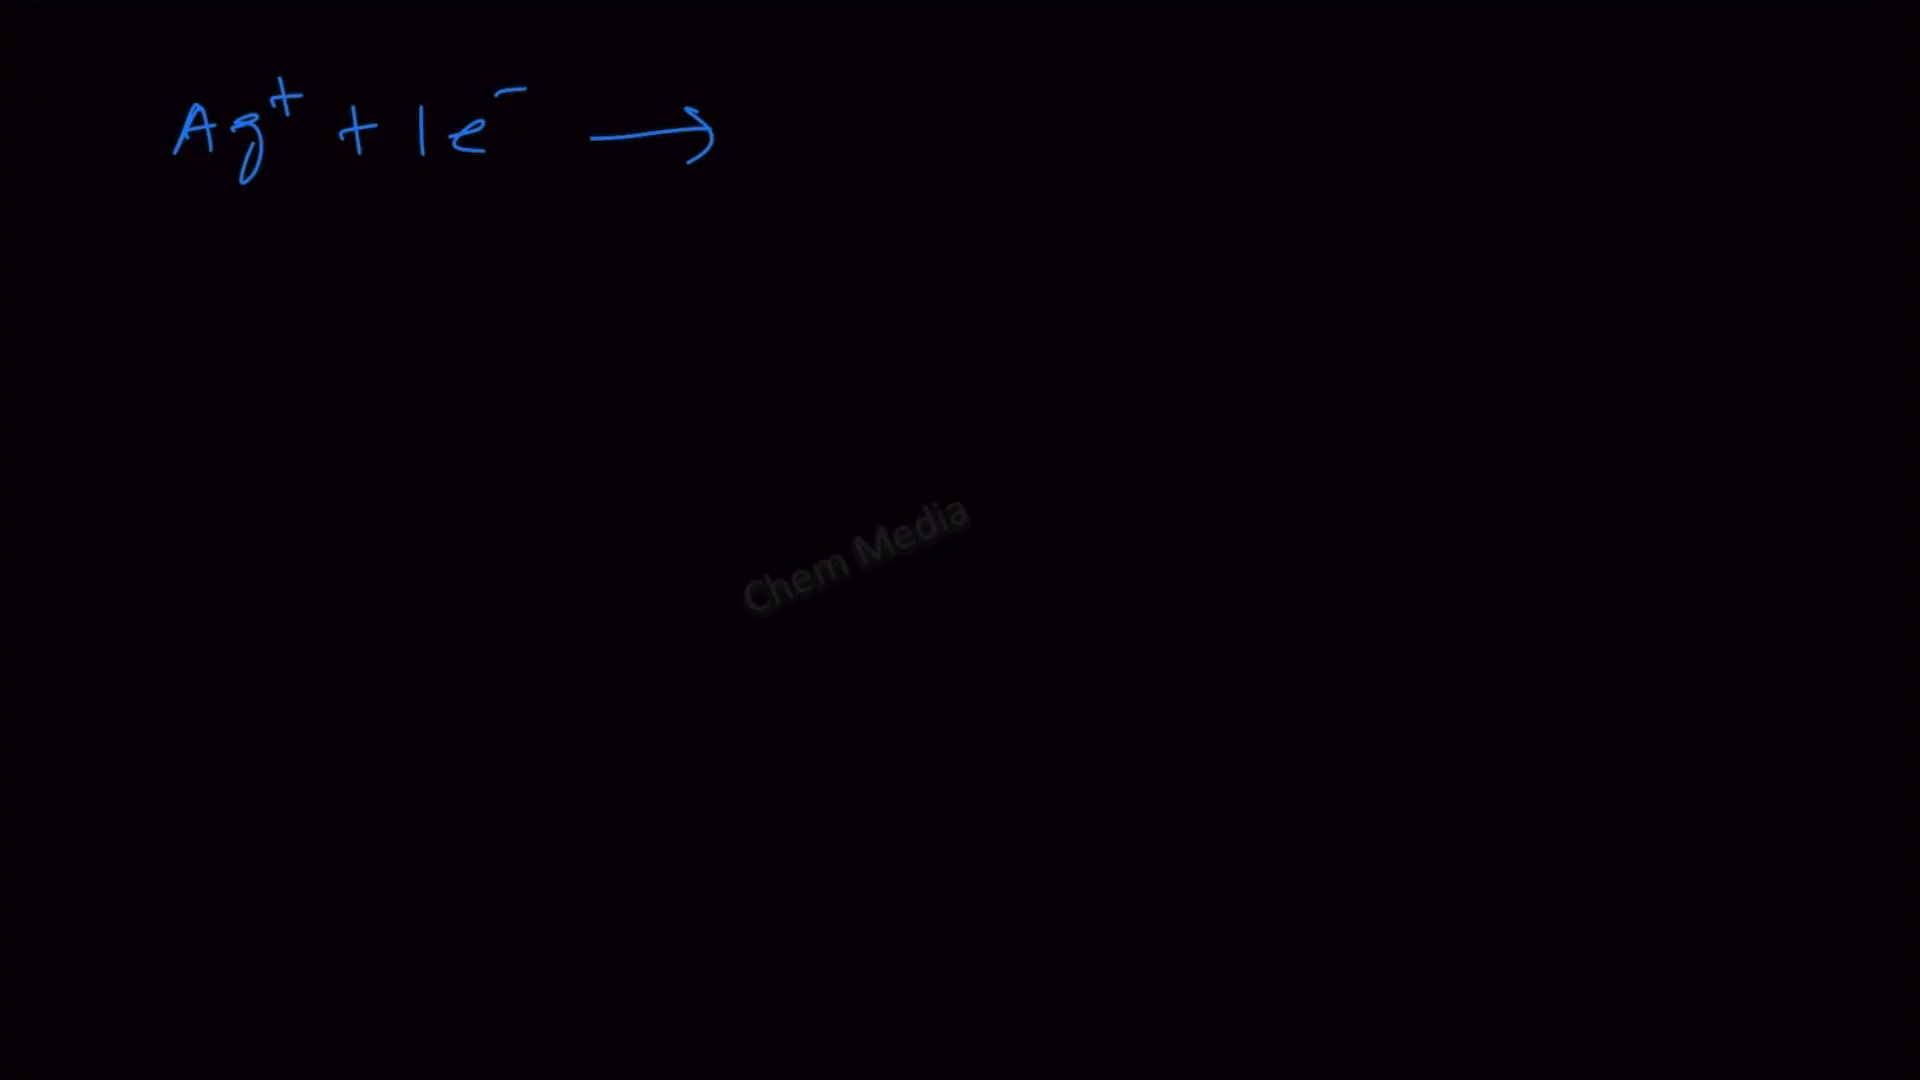 Ag⁺ + 1e⁻ →
Chem Media